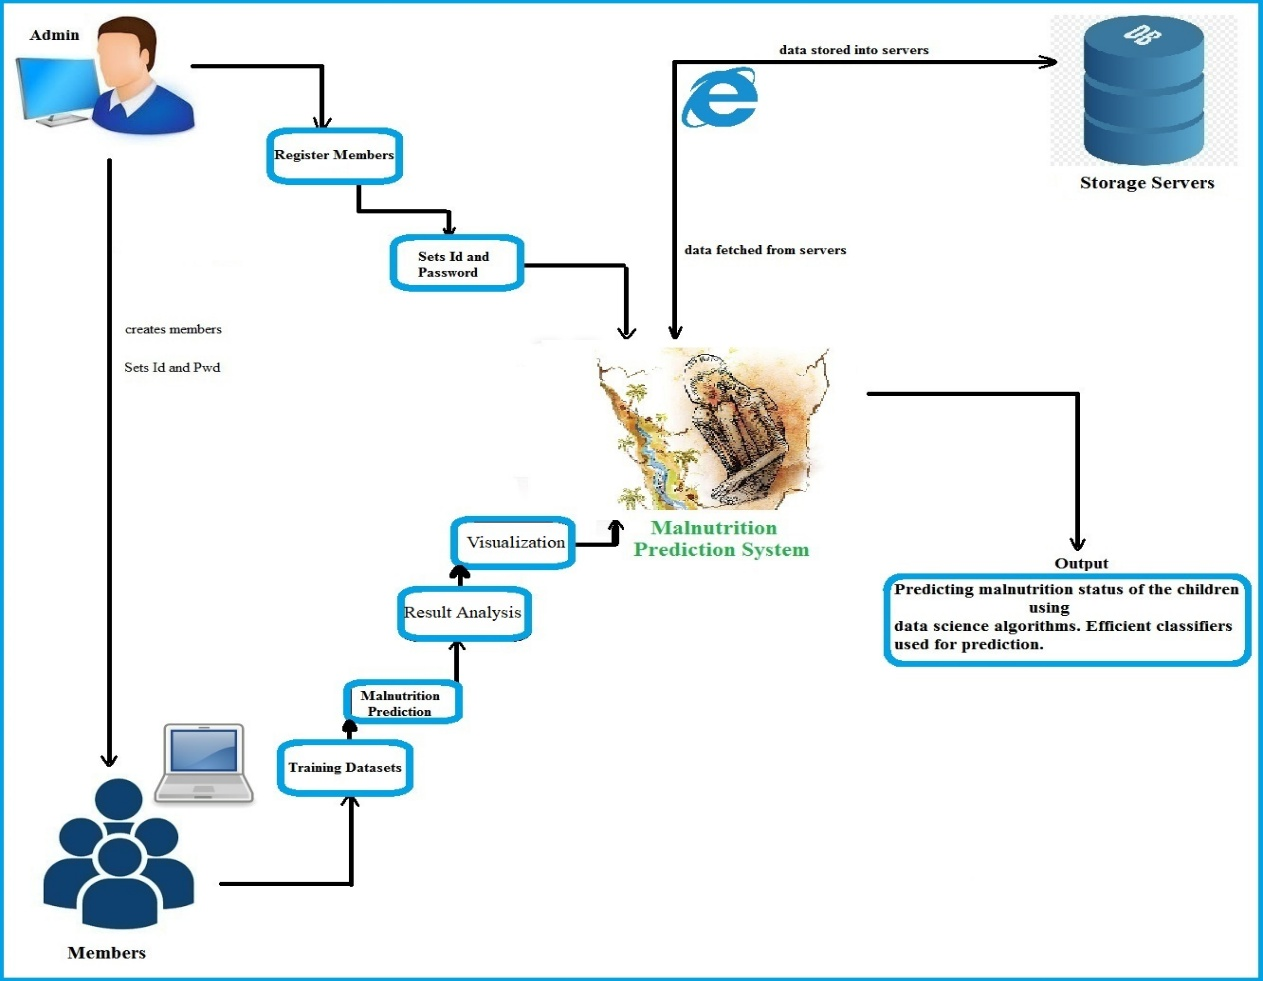 Admin
data stored into servers
DB
Register Members
Storage Servers
Sets Id and
Password
data fetched from servers
creates members
Sets Id and Pwd
Malnutrition
Prediction System
Visualization
Output
Predicting malnutrition status of the children
using
data science algorithms. Efficient classifiers
used for prediction.
Result Analysis
Malnutrition
Prediction
Training Datasets
Members